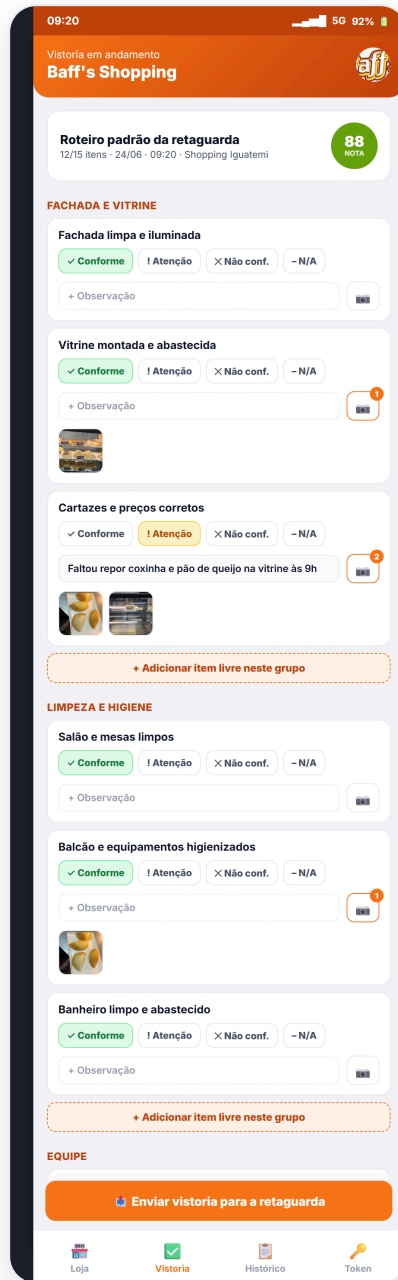 09:20
5G 92%
Vistoria em andamento
Baff's Shopping
aff
Roteiro padrão da retaguarda
12/15 itens · 24/06 · 09:20 · Shopping Iguatemi
88
NOTA
FACHADA E VITRINE
Fachada limpa e iluminada
✓ Conforme ! Atenção ✕ Não conf. – N/A
+ Observação
Vitrine montada e abastecida
✓ Conforme ! Atenção ✕ Não conf. – N/A
+ Observação
1
Cartazes e preços corretos
✓ Conforme ! Atenção ✕ Não conf. – N/A
Faltou repor coxinha e pão de queijo na vitrine às 9h
2
+ Adicionar item livre neste grupo
LIMPEZA E HIGIENE
Salão e mesas limpos
✓ Conforme ! Atenção ✕ Não conf. – N/A
+ Observação
Balcão e equipamentos higienizados
✓ Conforme ! Atenção ✕ Não conf. – N/A
+ Observação
1
Banheiro limpo e abastecido
✓ Conforme ! Atenção ✕ Não conf. – N/A
+ Observação
+ Adicionar item livre neste grupo
EQUIPE
Enviar vistoria para a retaguarda
Loja Vistoria Histórico Token